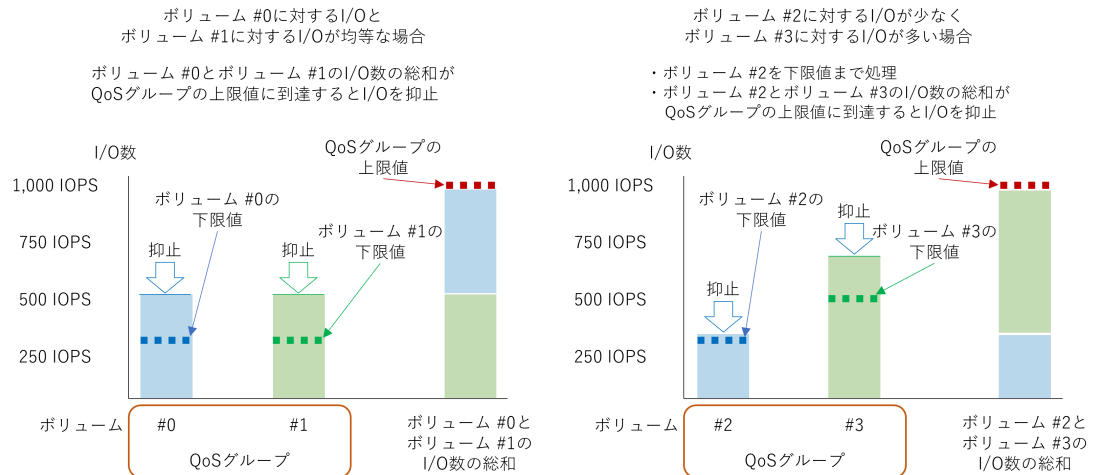 ボリューム #0に対するI/Oと
ボリューム #1に対するI/Oが均等な場合
ボリューム #0とボリューム #1のI/O数の総和が
QoSグループの上限値に到達するとI/Oを抑止
I/O数
QoSグループの
上限値
1,000 IOPS
750 IOPS
500 IOPS
250 IOPS
ボリューム #0の
下限値
ボリューム #1の
下限値
抑止
抑止
ボリューム
#0
#1
QoSグループ
ボリューム #0と
ボリューム #1の
I/O数の総和
ボリューム #2に対するI/Oが少なく
ボリューム #3に対するI/Oが多い場合
・ボリューム #2を下限値まで処理
・ボリューム #2とボリューム #3のI/O数の総和が
QoSグループの上限値に到達するとI/Oを抑止
I/O数
QoSグループの
上限値
1,000 IOPS
750 IOPS
500 IOPS
250 IOPS
ボリューム #2の
下限値
抑止
ボリューム #3の
下限値
抑止
ボリューム
#2
#3
QoSグループ
ボリューム #2と
ボリューム #3の
I/O数の総和